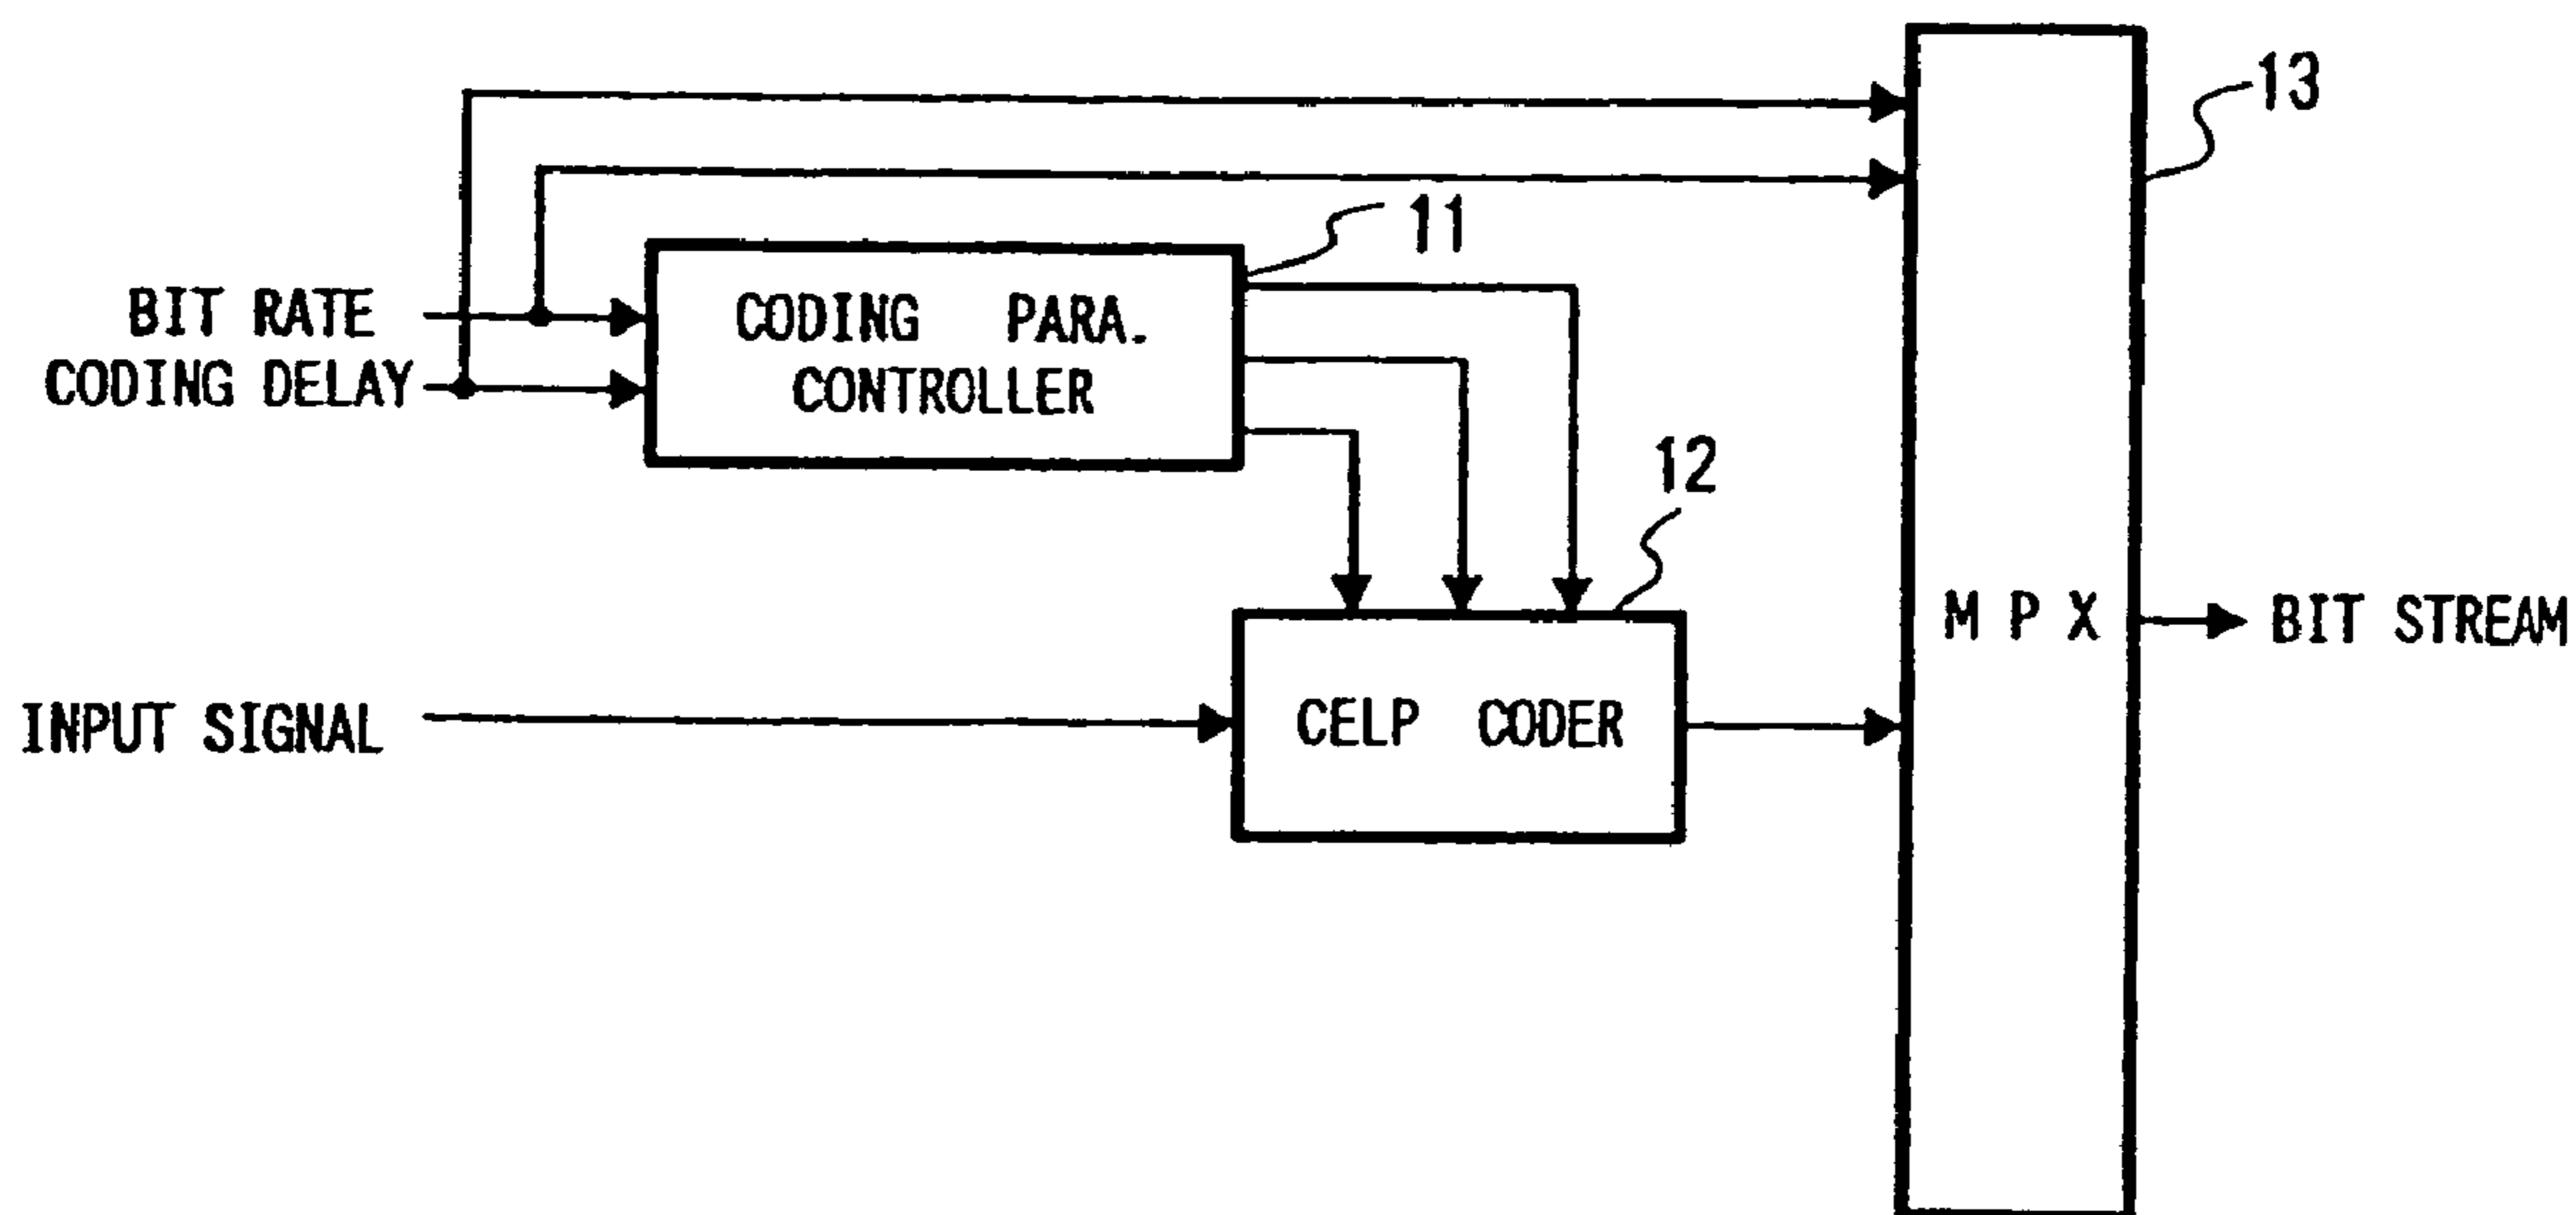 13
11
BIT RATE
CODING DELAY
CODING PARA.
CONTROLLER
12
INPUT SIGNAL
CELP CODER
M P X
BIT STREAM